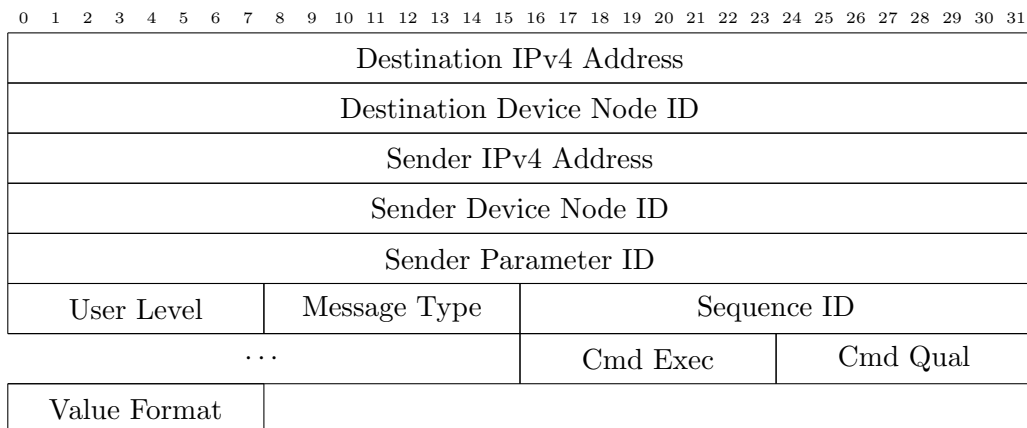 0 1 2 3 4 5 6 7 8 9 10 11 12 13 14 15 16 17 18 19 20 21 22 23 24 25 26 27 28 29 30 31
Destination IPv4 Address
Destination Device Node ID
Sender IPv4 Address
Sender Device Node ID
Sender Parameter ID
User Level Message Type Sequence ID
... Cmd Exec Cmd Qual
Value Format